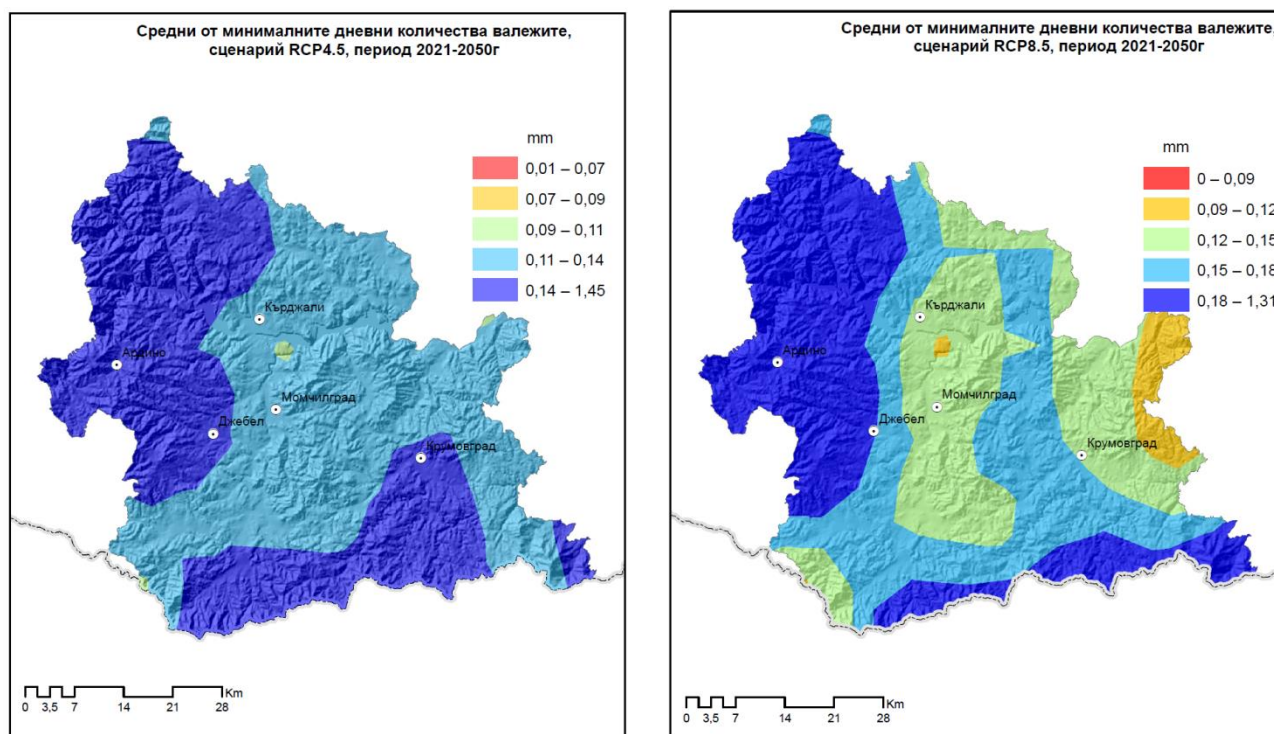 Средни от минималните дневни количества валежите,
сценарий RCP4.5, период 2021-2050г
mm
0,01 – 0,07
0,07 – 0,09
0,09 – 0,11
0,11 – 0,14
0,14 – 1,45
Кърджали
Ардино
Момчилград
Джебел
Крумовград
Km
0 3,5 7 14 21 28
Средни от минималните дневни количества валежите,
сценарий RCP8.5, период 2021-2050г
mm
0 – 0,09
0,09 – 0,12
0,12 – 0,15
0,15 – 0,18
0,18 – 1,31
Кърджали
Ардино
Момчилград
Джебел
Крумовград
Km
0 3,5 7 14 21 28